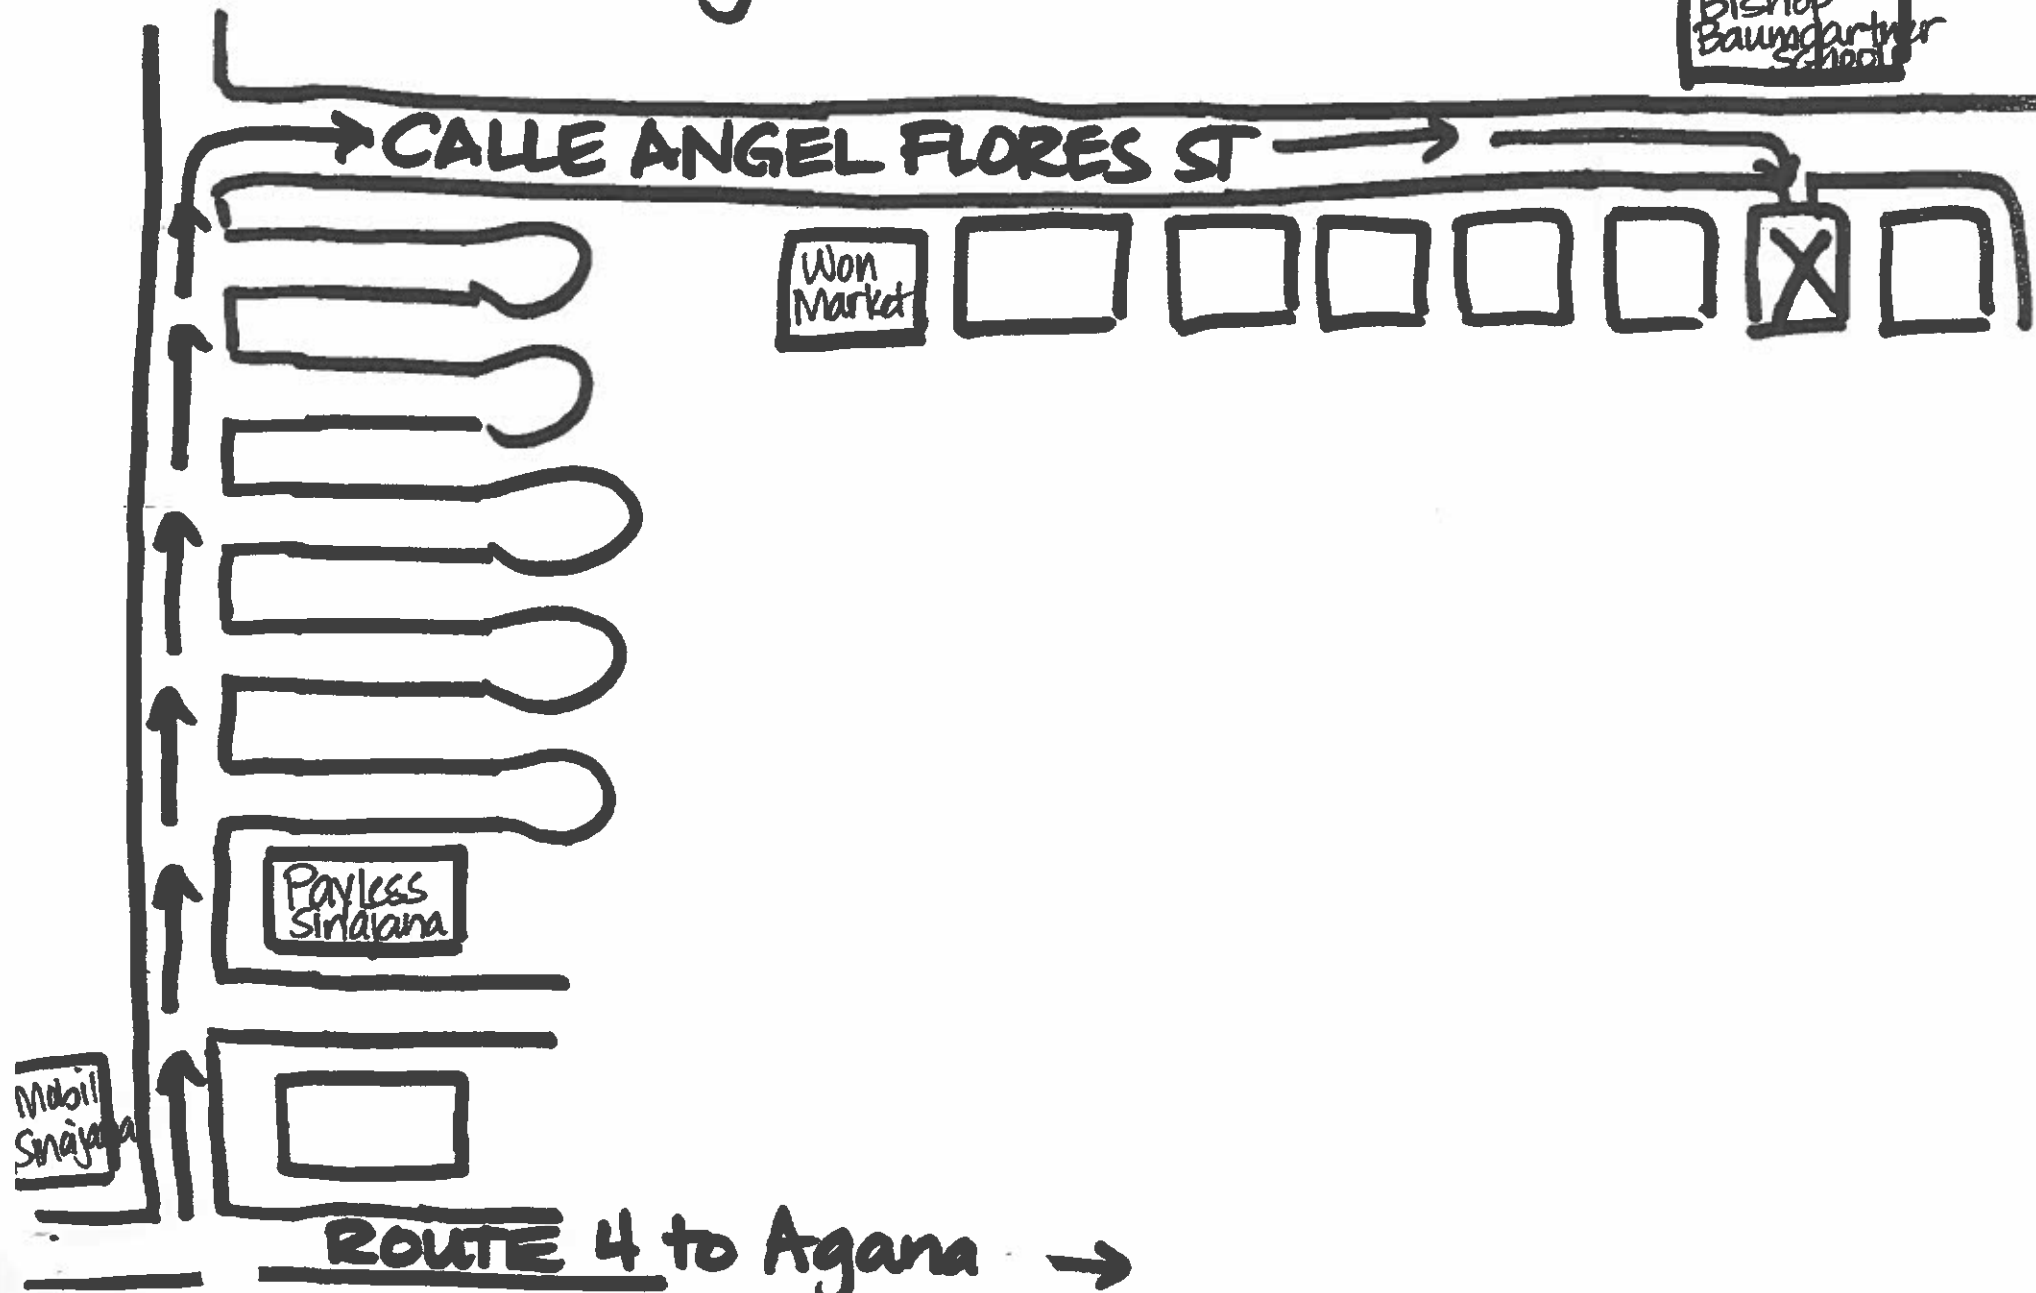 Bishop
Baumgartner
School
CALLE ANGEL FLORES ST
Won
Market
X
Payless
Sinajana
Mobil
Sinajana
ROUTE 4 to Agana